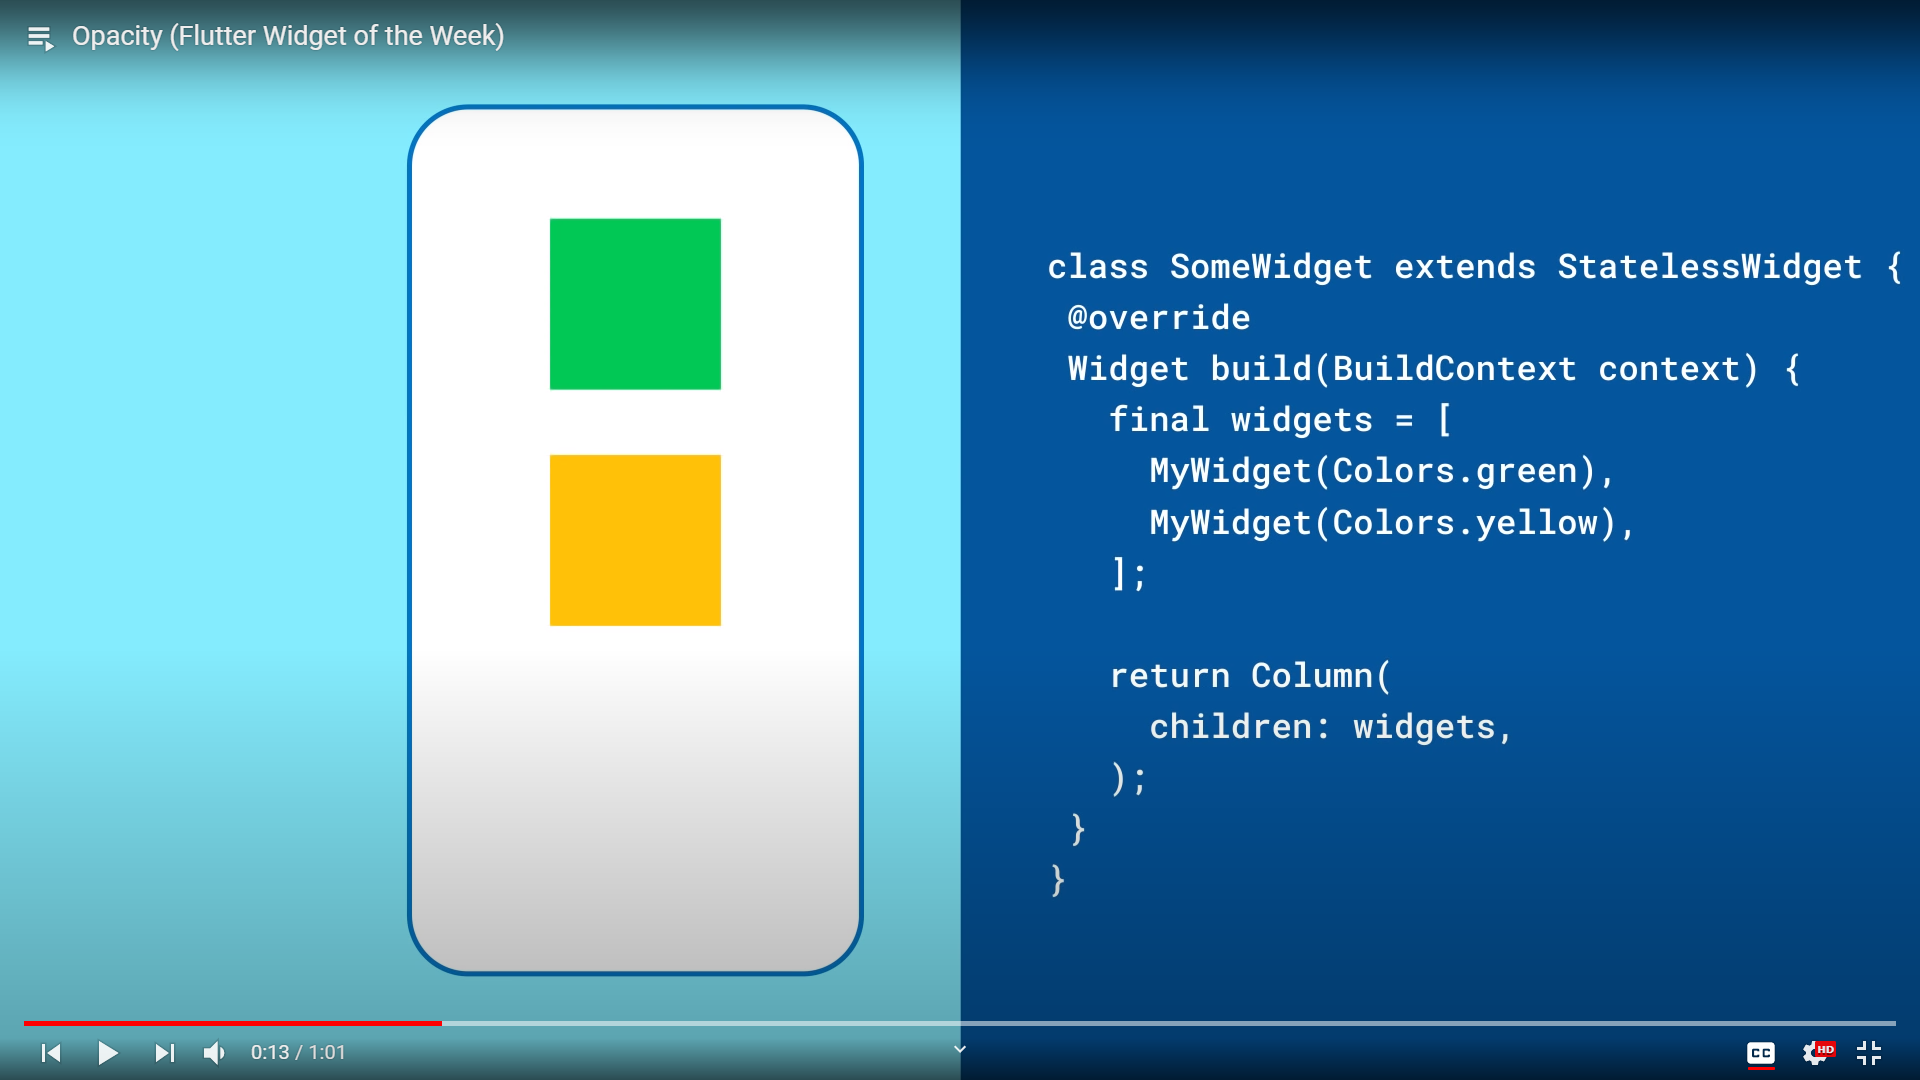 Opacity (Flutter Widget of the Week)
class SomeWidget extends StatelessWidget {
@override
Widget build(BuildContext context) {
final widgets = [
MyWidget(Colors.green),
MyWidget(Colors.yellow),
];
return Column(
children: widgets,
);
}
}
0:13 / 1:01
CC
HD